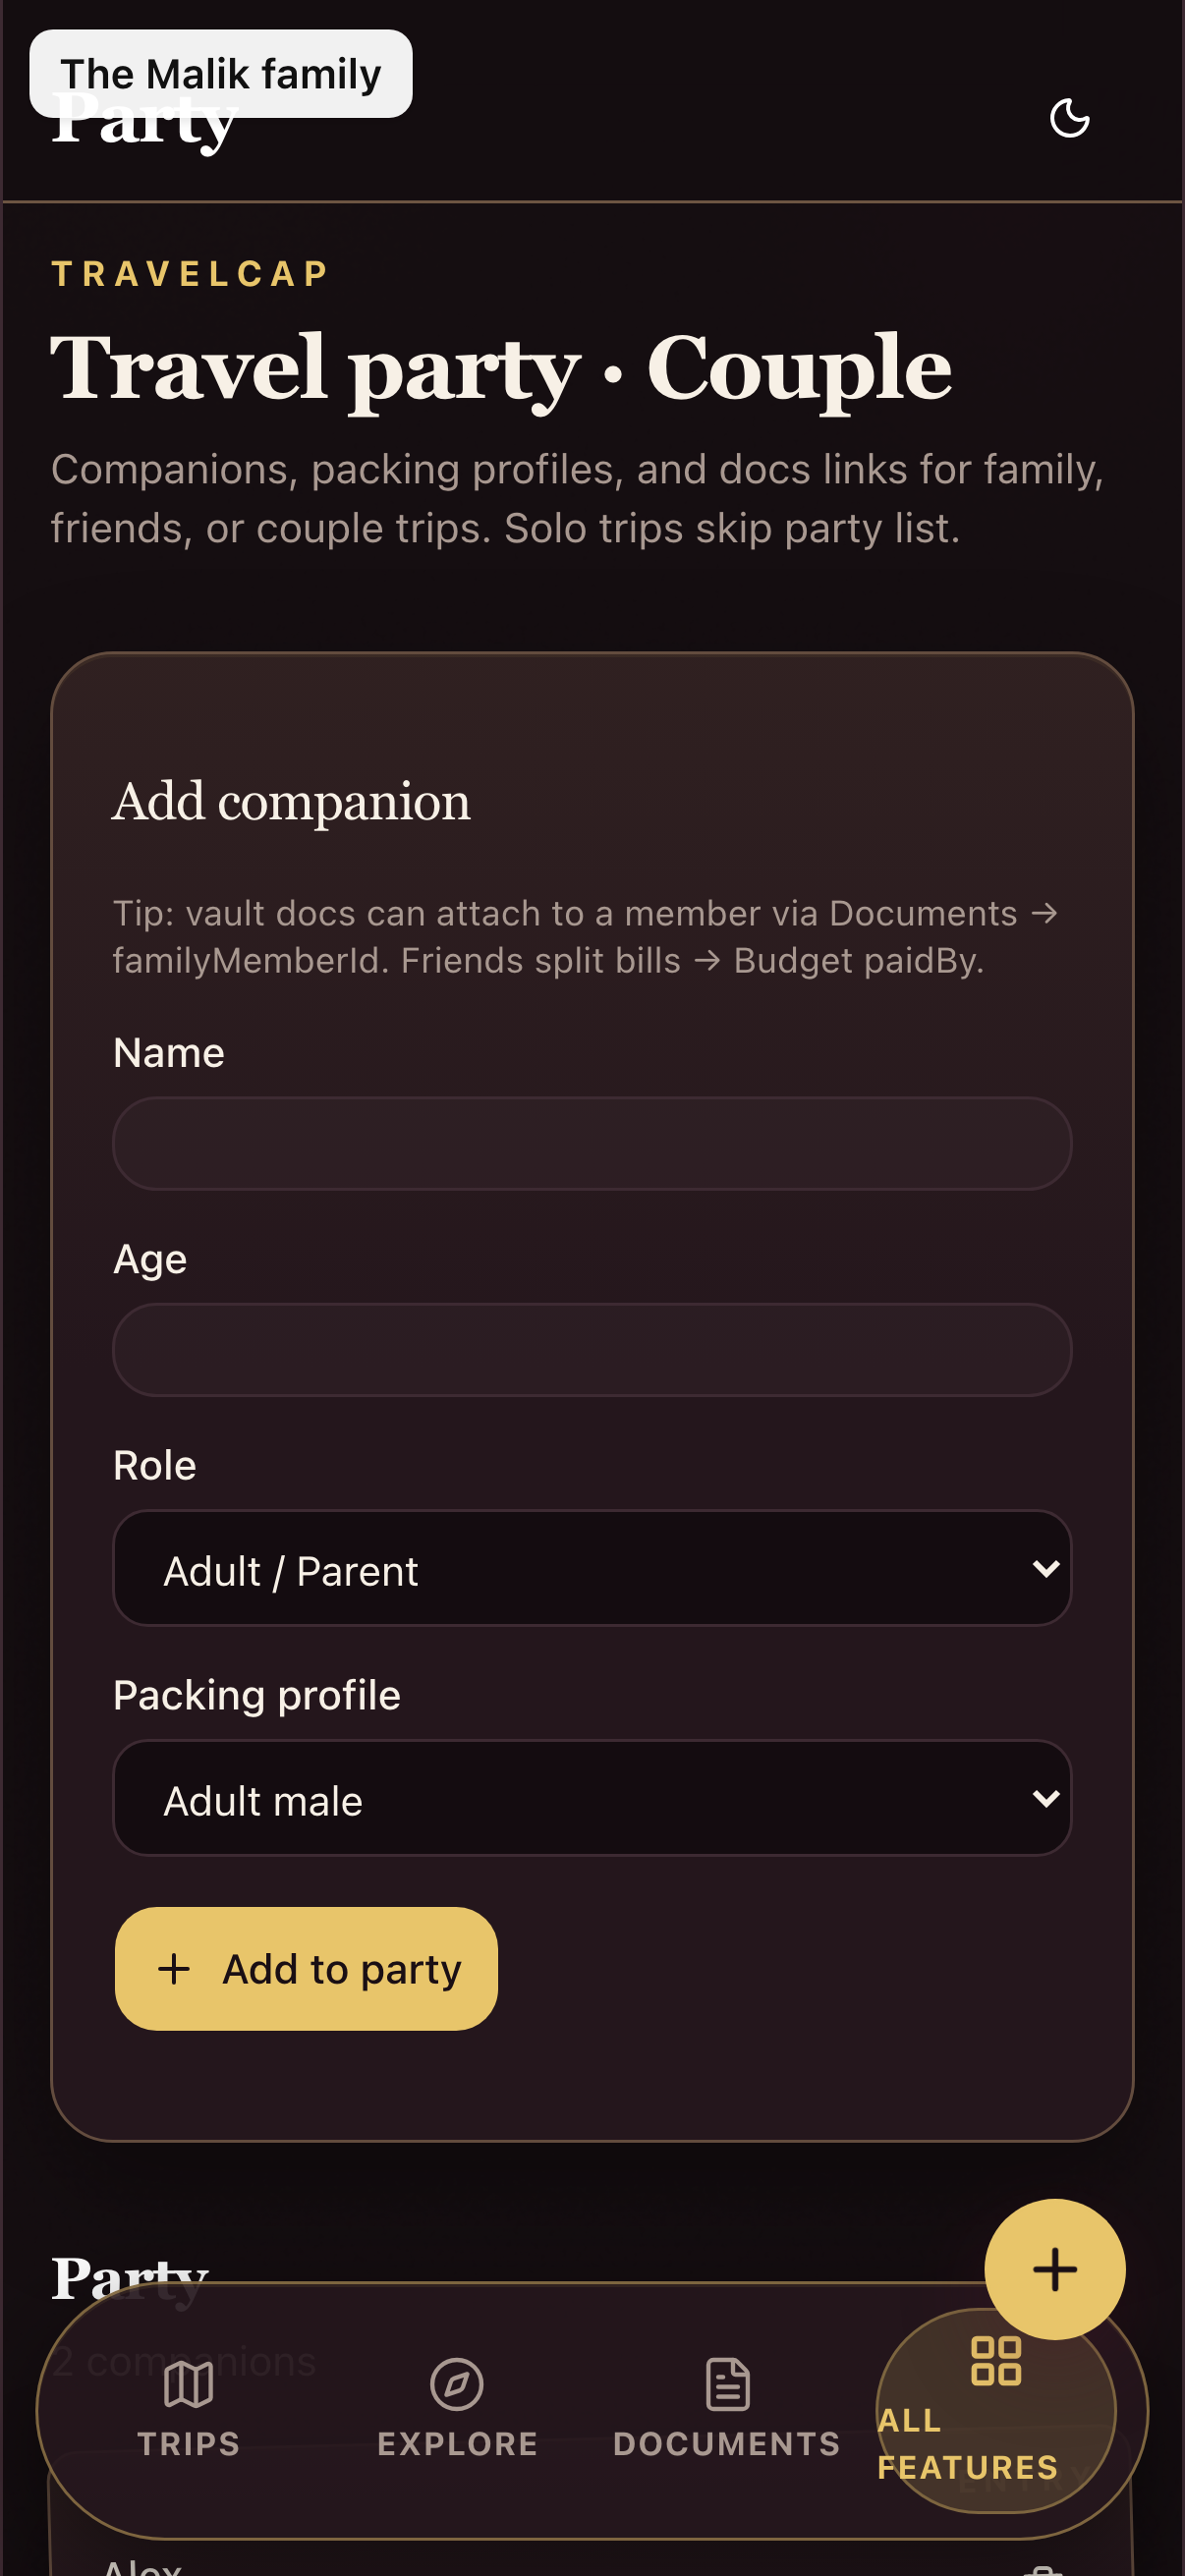 The Malik family
Party
TRAVELCAP
Travel party · Couple
Companions, packing profiles, and docs links for family,
friends, or couple trips. Solo trips skip party list.
Add companion
Tip: vault docs can attach to a member via Documents →
familyMemberId. Friends split bills → Budget paidBy.
Name
Age
Role
Adult / Parent
Packing profile
Adult male
+ Add to party
Party
2 companions
TRIPS
EXPLORE
DOCUMENTS
ALL
FEATURES
Alex